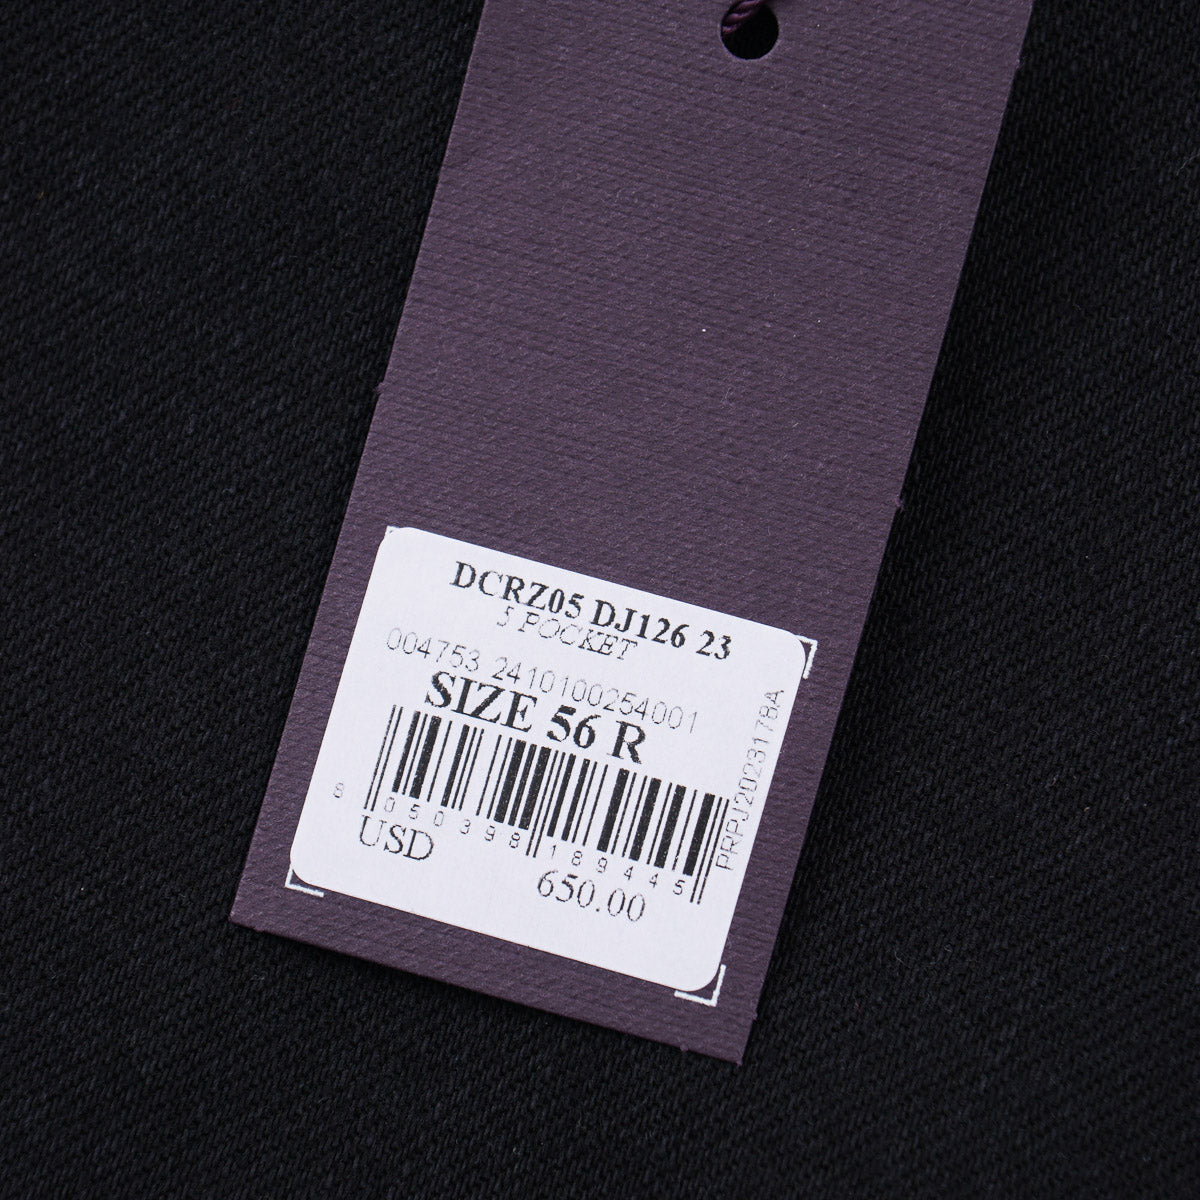 DCRZ05 DJ126 23
5 POCKET
004753 2410100254001
SIZE 56 R
8 050398 189445
USD 650.00
PRPJ2023178A